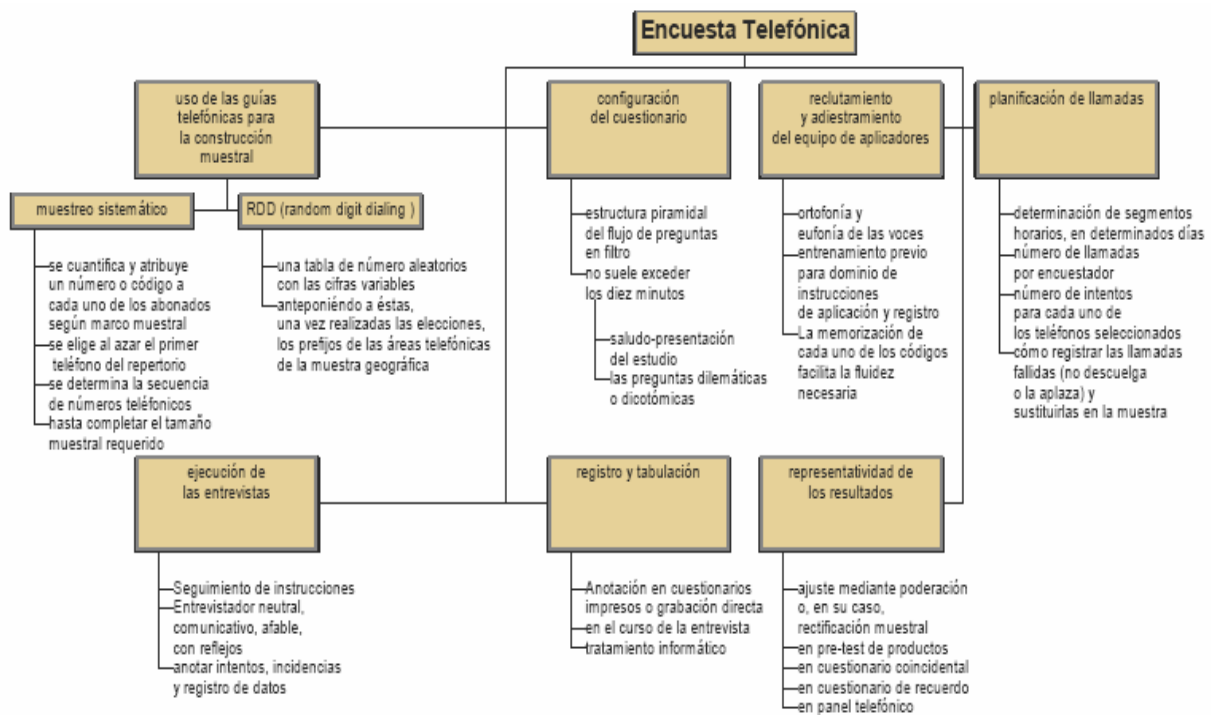 Encuesta Telefónica
uso de las guías
telefónicas para
la construcción
muestral
configuración
del cuestionario
reclutamiento
y adiestramiento
del equipo de aplicadores
planificación de llamadas
muestreo sistemático
RDD (random digit dialing )
se cuantifica y atribuye
un número o código a
cada uno de los abonados
según marco muestral
se elige al azar el primer
teléfono del repertorio
se determina la secuencia
de números teléfonicos
hasta completar el tamaño
muestral requerido
una tabla de número aleatorios
con las cifras variables
anteponiéndo a éstas,
una vez realizadas las elecciones,
los prefijos de las áreas telefónicas
de la muestra geográfica
estructura piramidal
del flujo de preguntas
en filtro
no suele exceder
los diez minutos
saludo-presentación
del estudio
las preguntas dilemáticas
o dicotómicas
ortofonía y
eufonía de las voces
entrenamiento previo
para dominio de
instrucciones
de aplicación y registro
La memorización de
cada uno de los códigos
facilita la fluidez
necesaria
determinación de segmentos
horarios, en determinados días
número de llamadas
por encuestador
número de intentos
para cada uno de
los teléfonos seleccionados
cómo registrar las llamadas
fallidas (no descuelga
o la aplaza) y
sustituirlas en la muestra
ejecución de
las entrevistas
registro y tabulación
representatividad de
los resultados
Seguimiento de instrucciones
Entrevistador neutral,
comunicativo, afable,
con reflejos
anotar intentos, incidencias
y registro de datos
Anotación en cuestionarios
impresos o grabación directa
en el curso de la entrevista
tratamiento informático
ajuste mediante poderación
o, en su caso,
rectificación muestral
en pre-test de productos
en cuestionario coincidental
en cuestionario de recuerdo
en panel telefónico